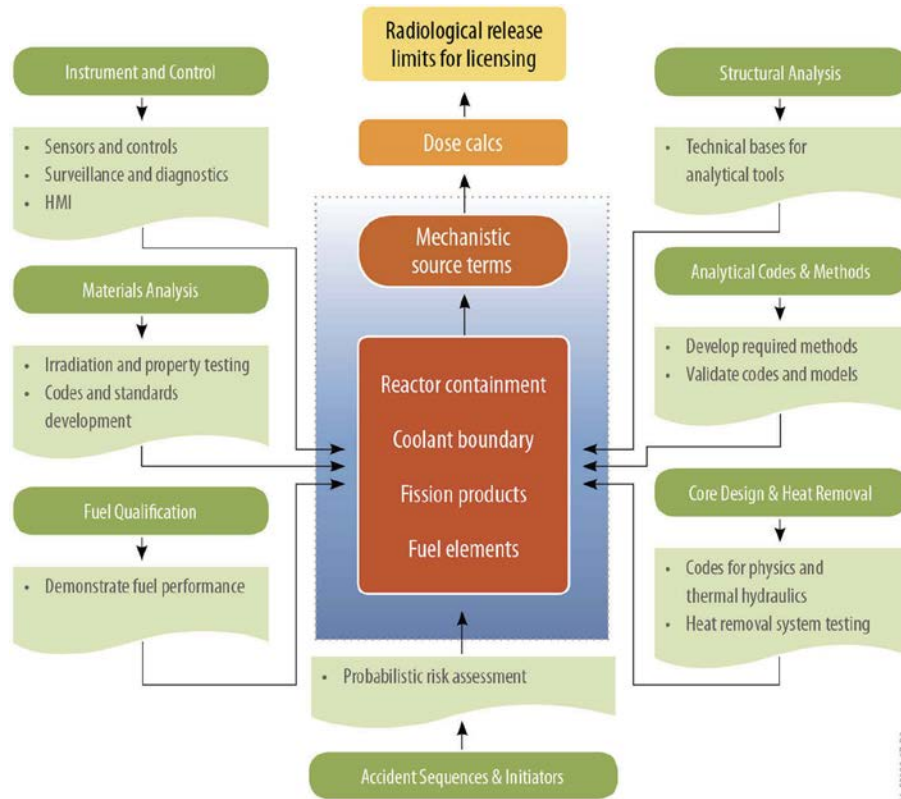 Radiological release
limits for licensing
Dose calcs
Mechanistic
source terms
Reactor containment
Coolant boundary
Fission products
Fuel elements
Instrument and Control
• Sensors and controls
• Surveillance and diagnostics
• HMI
Materials Analysis
• Irradiation and property testing
• Codes and standards
development
Fuel Qualification
• Demonstrate fuel performance
Structural Analysis
• Technical bases for
analytical tools
Analytical Codes & Methods
• Develop required methods
• Validate codes and models
Core Design & Heat Removal
• Codes for physics and
thermal hydraulics
• Heat removal system testing
• Probabilistic risk assessment
Accident Sequences & Initiators